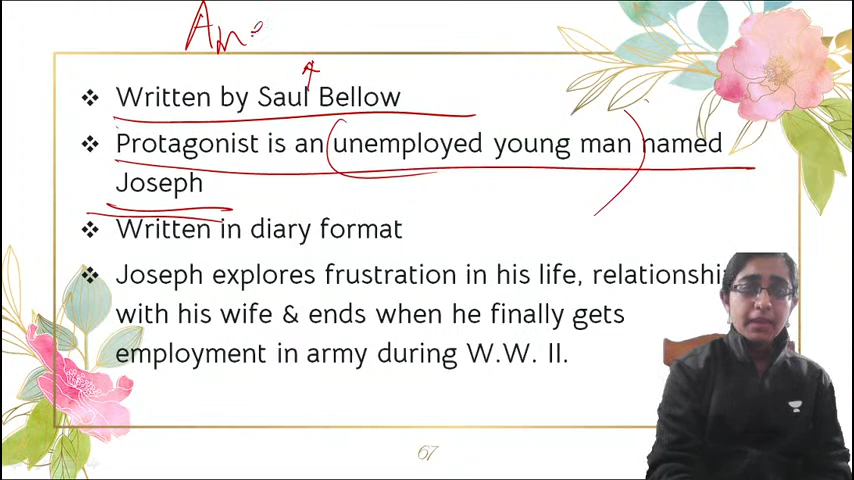 Am
❖ Written by Saul Bellow
❖ Protagonist is an unemployed young man named
Joseph
❖ Written in diary format
❖ Joseph explores frustration in his life, relationshi
with his wife & ends when he finally gets
employment in army during W.W. II.
67